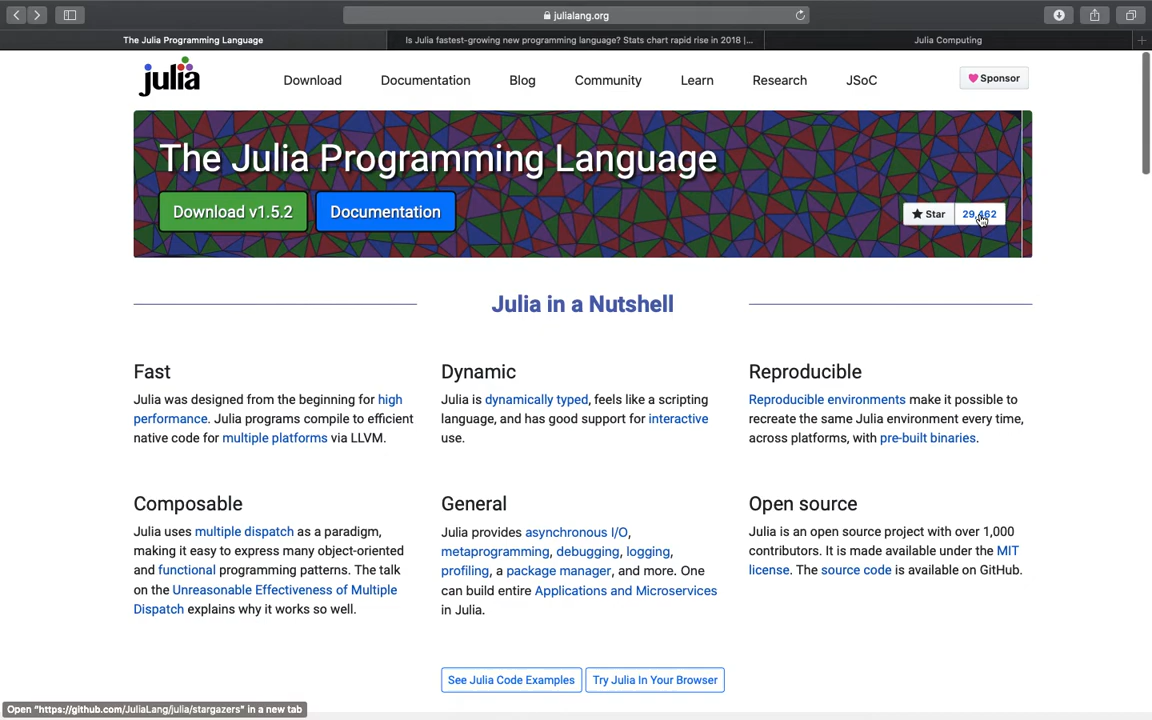 julialang.org
The Julia Programming Language
Is Julia fastest-growing new programming language? Stats chart rapid rise in 2018 |...
Julia Computing
julia
Download
Documentation
Blog
Community
Learn
Research
JSoC
Sponsor
The Julia Programming Language
Download v1.5.2
Documentation
Star
29,462
Julia in a Nutshell
Fast
Julia was designed from the beginning for high
performance. Julia programs compile to efficient
native code for multiple platforms via LLVM.
Dynamic
Julia is dynamically typed, feels like a scripting
language, and has good support for interactive
use.
Reproducible
Reproducible environments make it possible to
recreate the same Julia environment every time,
across platforms, with pre-built binaries.
Composable
Julia uses multiple dispatch as a paradigm,
making it easy to express many object-oriented
and functional programming patterns. The talk
on the Unreasonable Effectiveness of Multiple
Dispatch explains why it works so well.
General
Julia provides asynchronous I/O,
metaprogramming, debugging, logging,
profiling, a package manager, and more. One
can build entire Applications and Microservices
in Julia.
Open source
Julia is an open source project with over 1,000
contributors. It is made available under the MIT
license. The source code is available on GitHub.
See Julia Code Examples
Try Julia In Your Browser
Open "https://github.com/JuliaLang/julia/stargazers" in a new tab